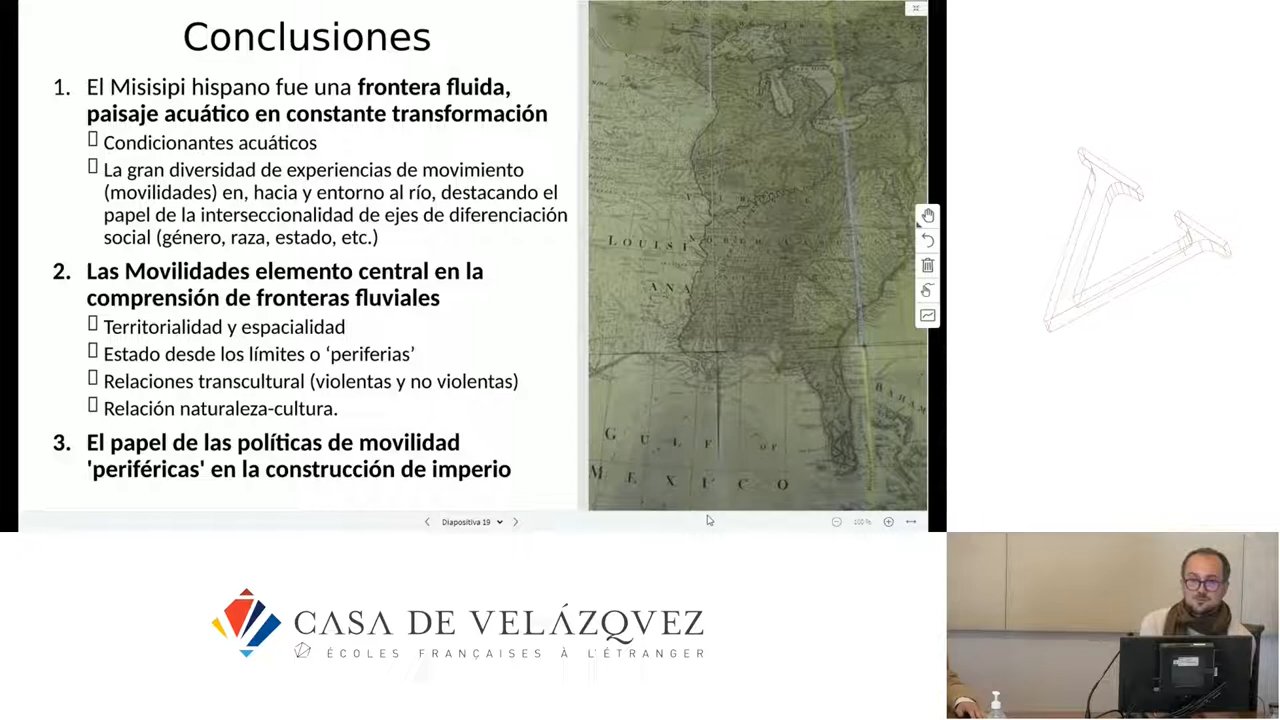 Conclusiones
1. El Misisipi hispano fue una frontera fluida,
paisaje acuático en constante transformación
Condicionantes acuáticos
La gran diversidad de experiencias de movimiento
(movilidades) en, hacia y entorno al río, destacando el
papel de la interseccionalidad de ejes de diferenciación
social (género, raza, estado, etc.)
2. Las Movilidades elemento central en la
comprensión de fronteras fluviales
Territorialidad y espacialidad
Estado desde los límites o ‘periferias’
Relaciones transcultural (violentas y no violentas)
Relación naturaleza-cultura.
3. El papel de las políticas de movilidad
'periféricas' en la construcción de imperio
LOUISI
ANA
BAHAM
GULF OF
MEXICO
Diapositiva 19
100 %
CASA DE VELÁZQVEZ
ÉCOLES FRANÇAISES À L'ÉTRANGER